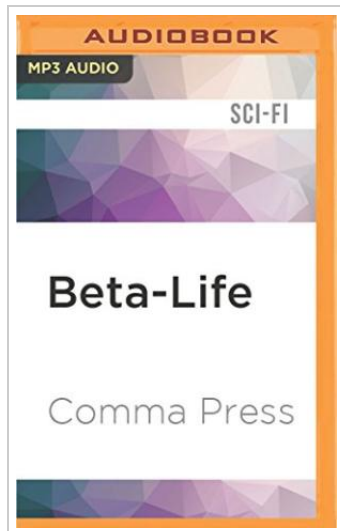 AUDIOBOOK
MP3 AUDIO
SCI-FI
Beta-Life
Comma Press